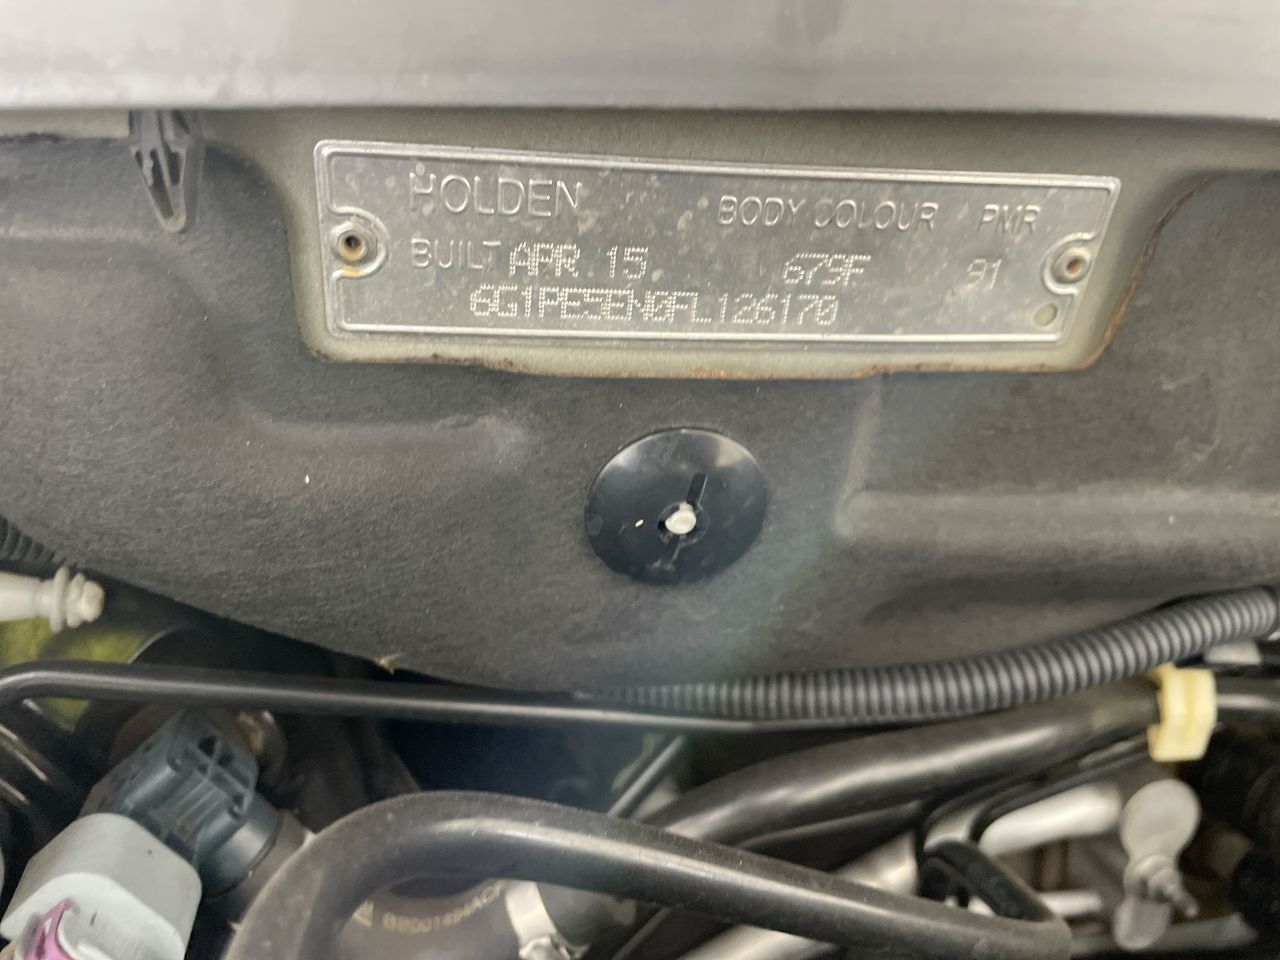 HOLDEN BODY COLOUR PMR
BUILT APR 15 679F 91
6G1PE5EN0FL126170